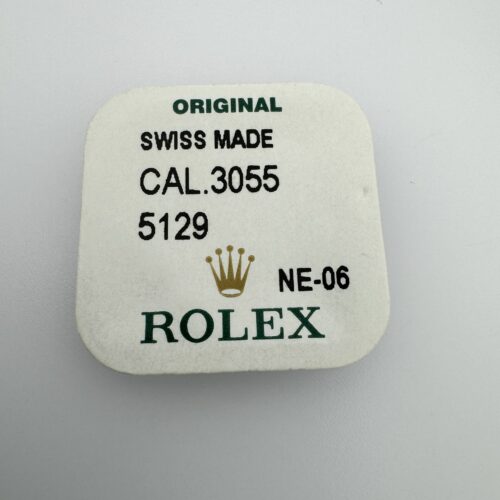 ORIGINAL
SWISS MADE
CAL.3055
5129
NE-06
ROLEX